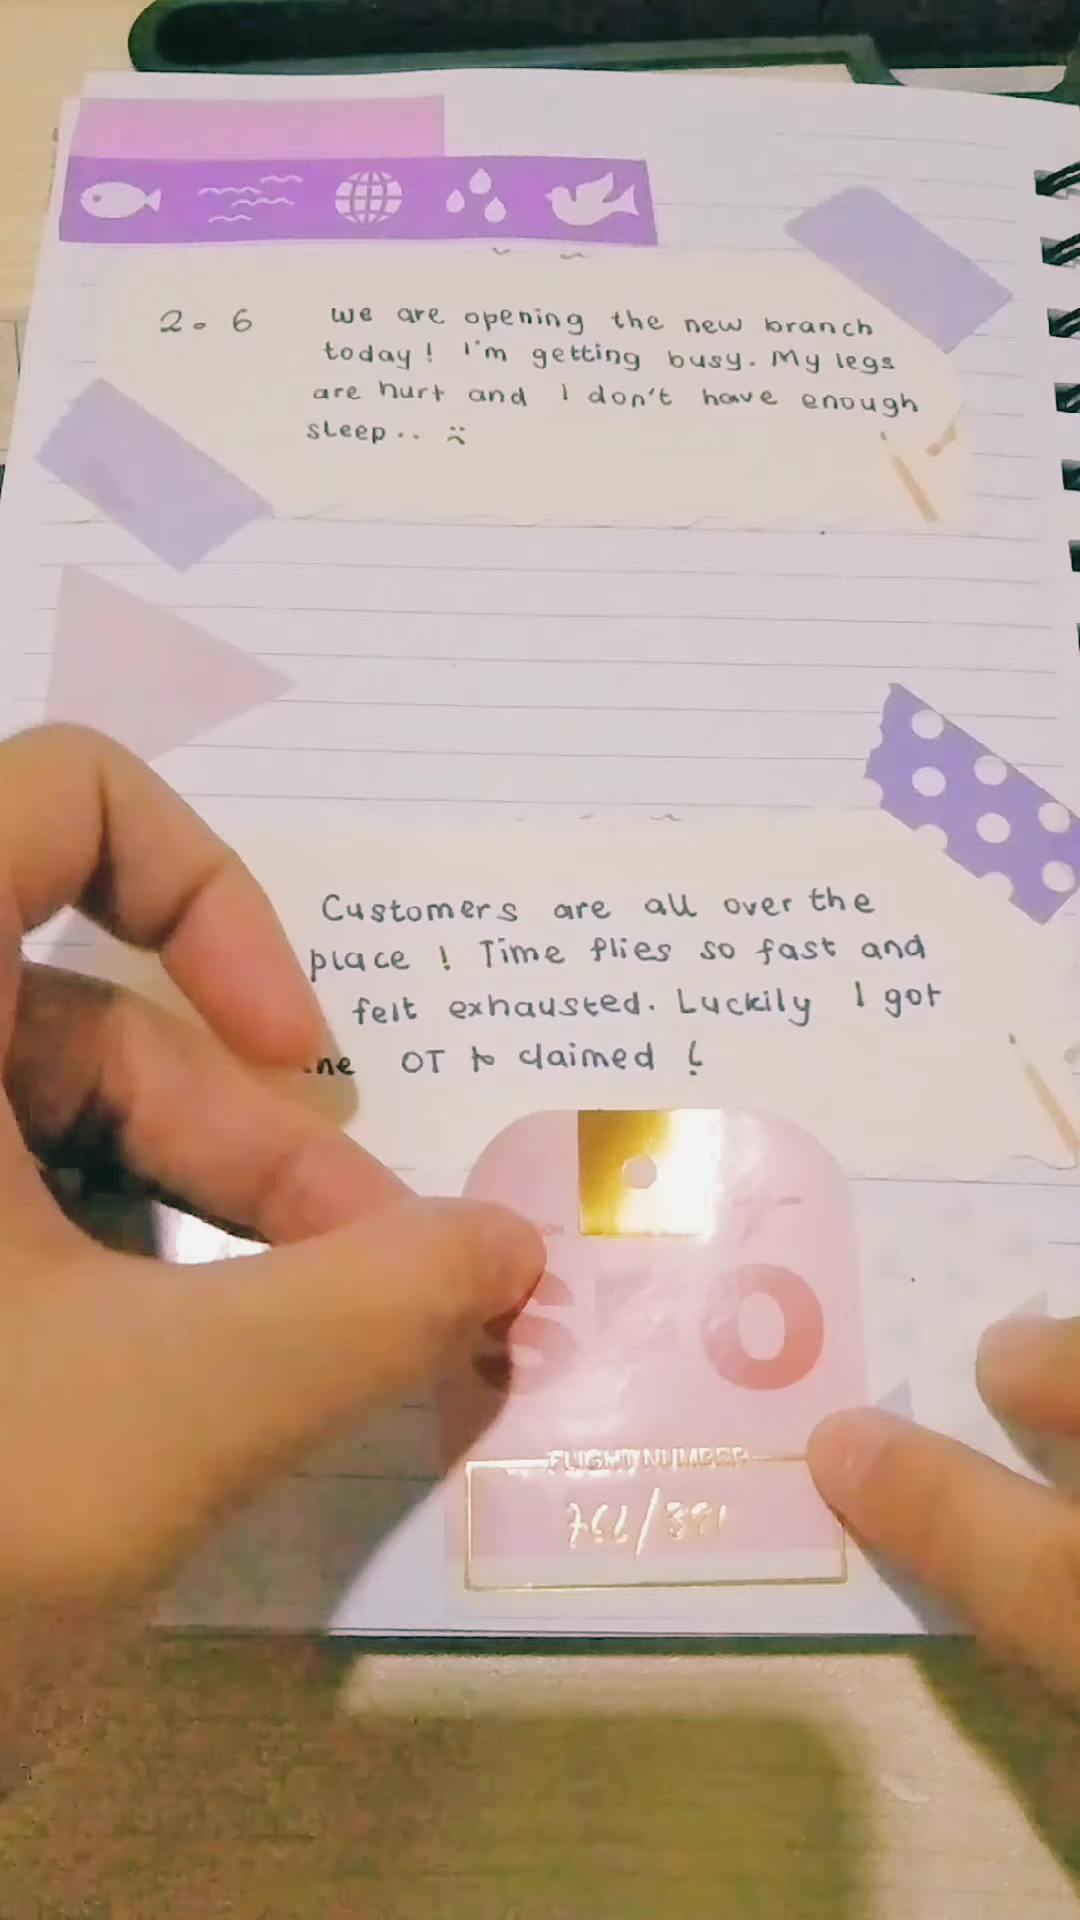 2.6 we are opening the new branch
today! I'm getting busy. My legs
are hurt and I don't have enough
sleep..
Customers are all over the
place! Time flies so fast and
felt exhausted. Luckily I got
OT to claimed!
FLIGHT NUMBER